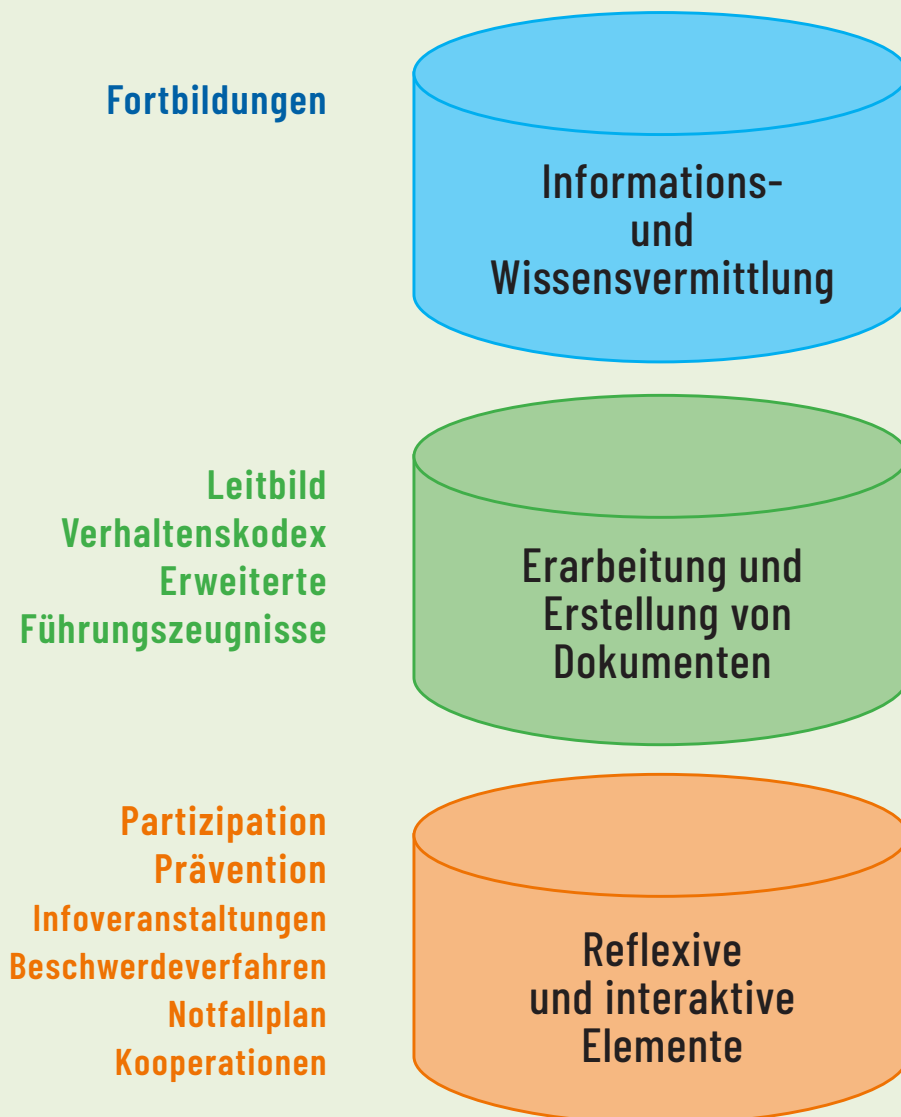 Fortbildungen
Informations-
und
Wissensvermittlung
Leitbild
Verhaltenskodex
Erweiterte
Führungszeugnisse
Erarbeitung und
Erstellung von
Dokumenten
Partizipation
Prävention
Infoveranstaltungen
Beschwerdeverfahren
Notfallplan
Kooperationen
Reflexive
und interaktive
Elemente